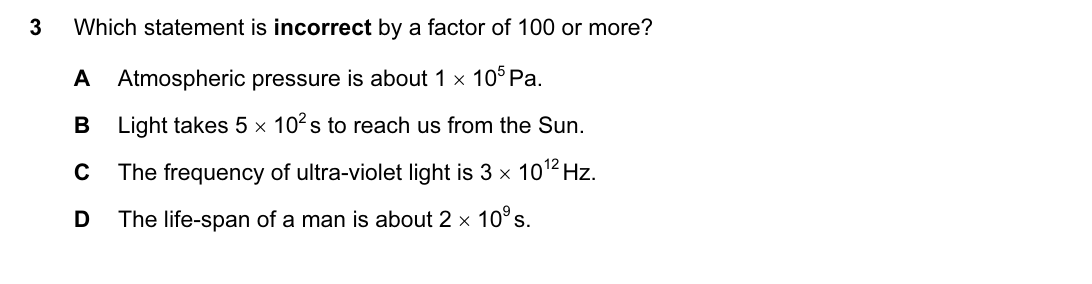 3 Which statement is incorrect by a factor of 100 or more?
A Atmospheric pressure is about 1 × 10⁵ Pa.
B Light takes 5 × 10² s to reach us from the Sun.
C The frequency of ultra-violet light is 3 × 10¹² Hz.
D The life-span of a man is about 2 × 10⁹ s.